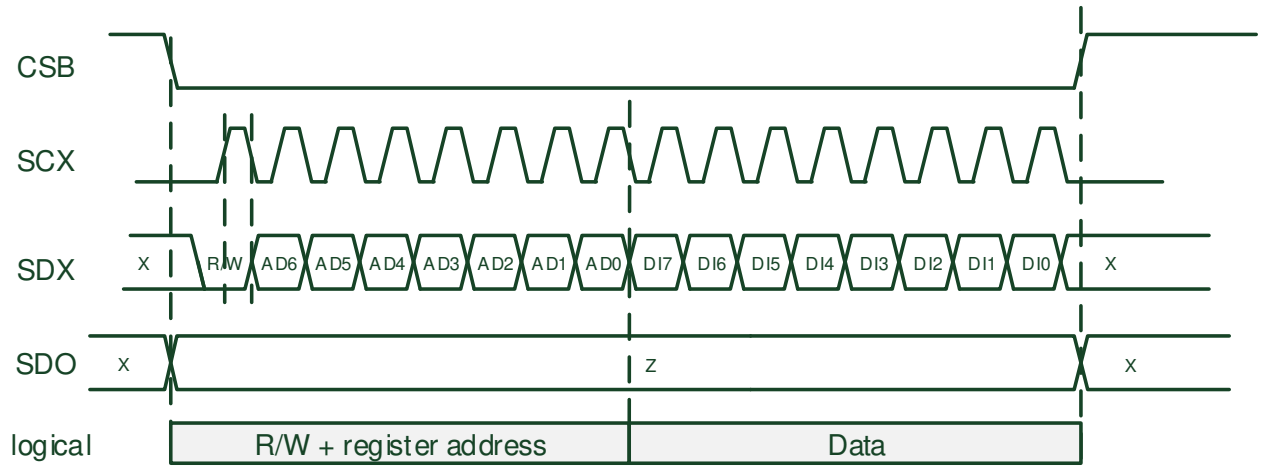 CSB
SCX
SDX X R/W AD6 AD5 AD4 AD3 AD2 AD1 AD0 DI7 DI6 DI5 DI4 DI3 DI2 DI1 DI0 X
SDO X Z X
logical R/W + register address Data